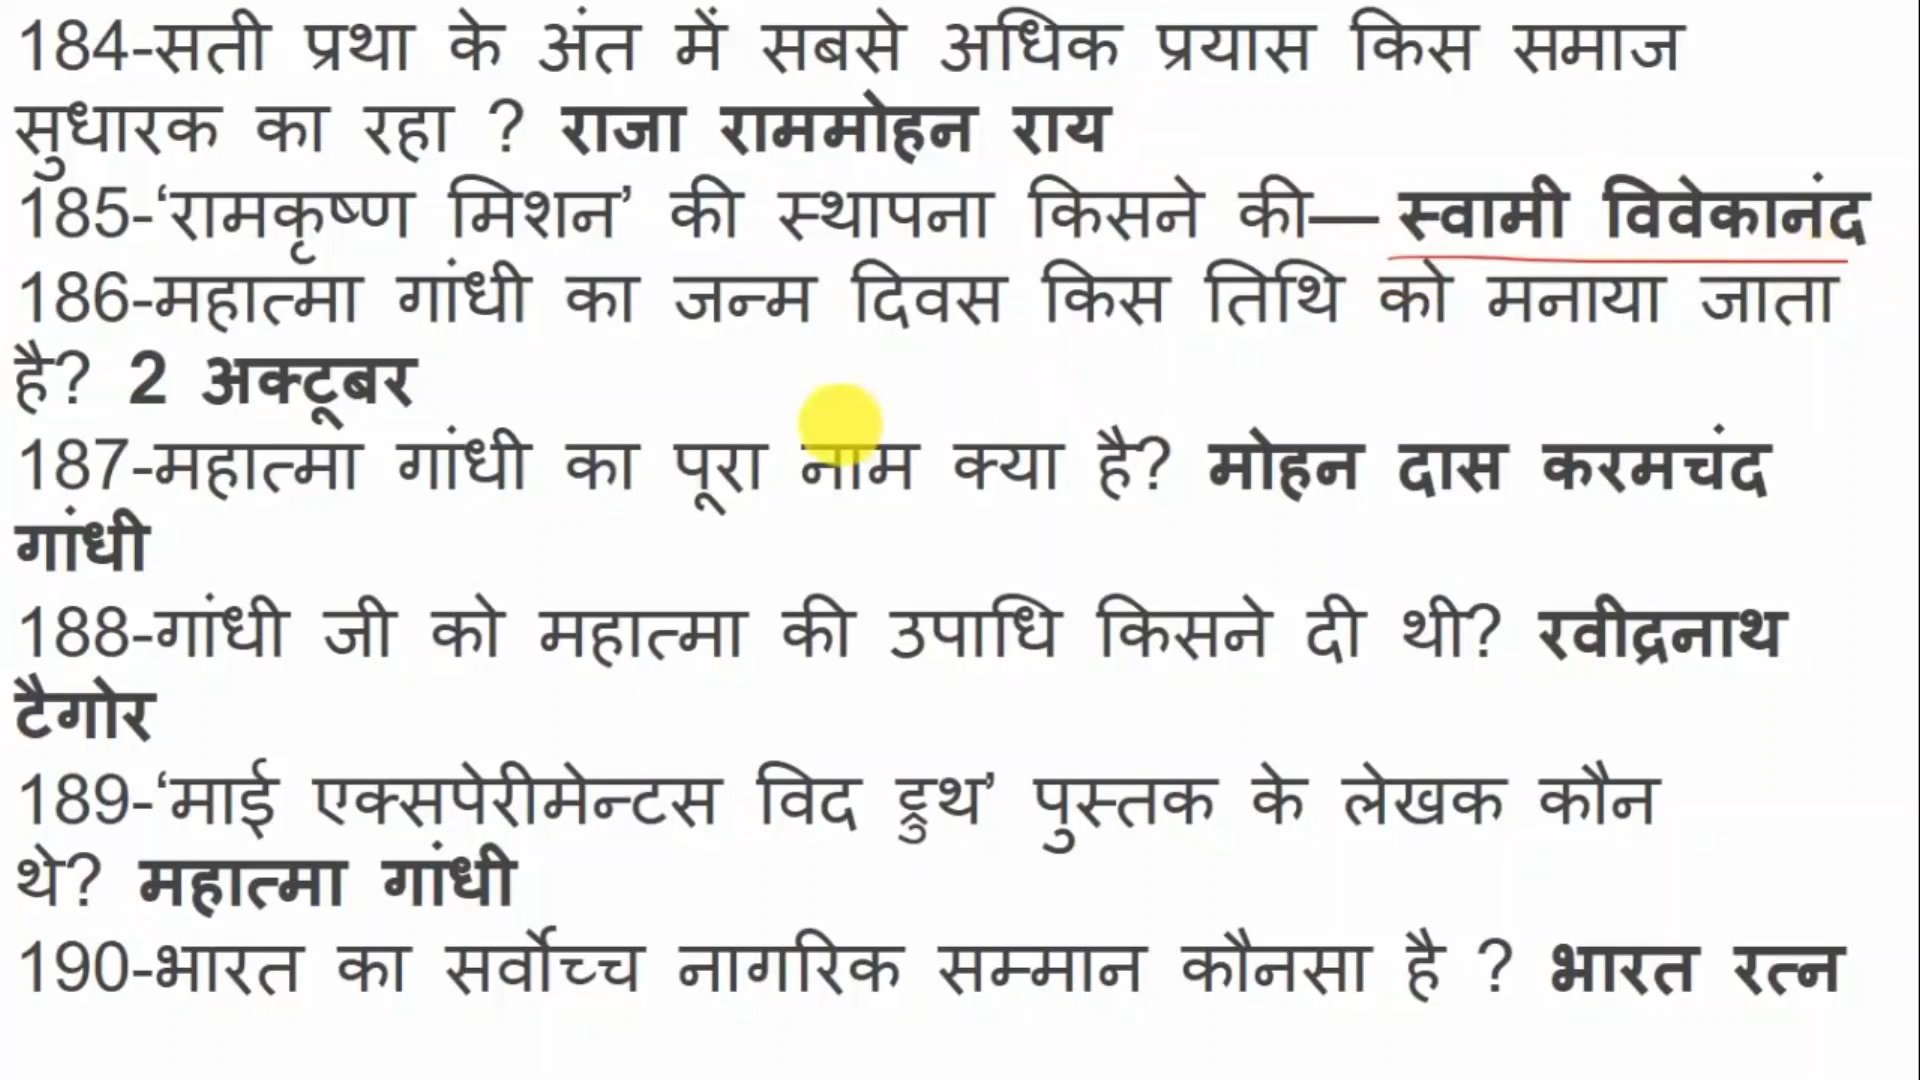 184-सती प्रथा के अंत में सबसे अधिक प्रयास किस समाज
सुधारक का रहा ? राजा राममोहन राय
185-‘रामकृष्ण मिशन’ की स्थापना किसने की— स्वामी विवेकानंद
186-महात्मा गांधी का जन्म दिवस किस तिथि को मनाया जाता
है? 2 अक्टूबर
187-महात्मा गांधी का पूरा नाम क्या है? मोहन दास करमचंद
गांधी
188-गांधी जी को महात्मा की उपाधि किसने दी थी? रवीद्रनाथ
टैगोर
189-‘माई एक्सपेरीमेन्टस विद ट्रुथ’ पुस्तक के लेखक कौन
थे? महात्मा गांधी
190-भारत का सर्वोच्च नागरिक सम्मान कौनसा है ? भारत रत्न